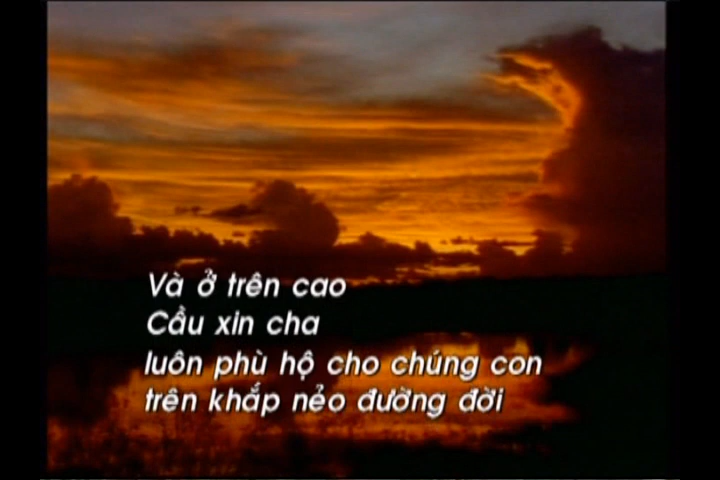 Và ở trên cao
Cầu xin cha
luôn phù hộ cho chúng con
trên khắp nẻo đường đời